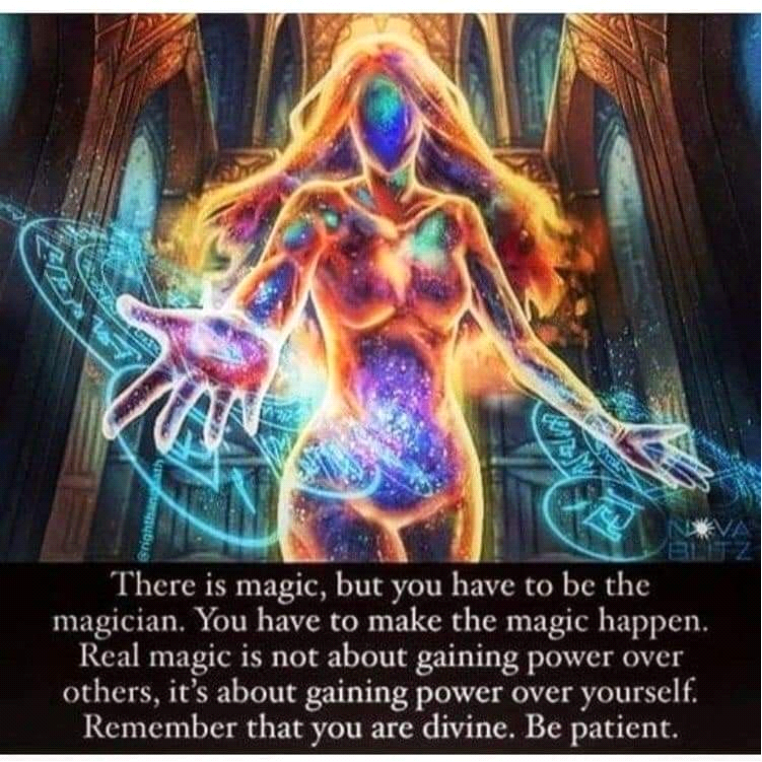 NOVA
BLITZ
There is magic, but you have to be the
magician. You have to make the magic happen.
Real magic is not about gaining power over
others, it's about gaining power over yourself.
Remember that you are divine. Be patient.